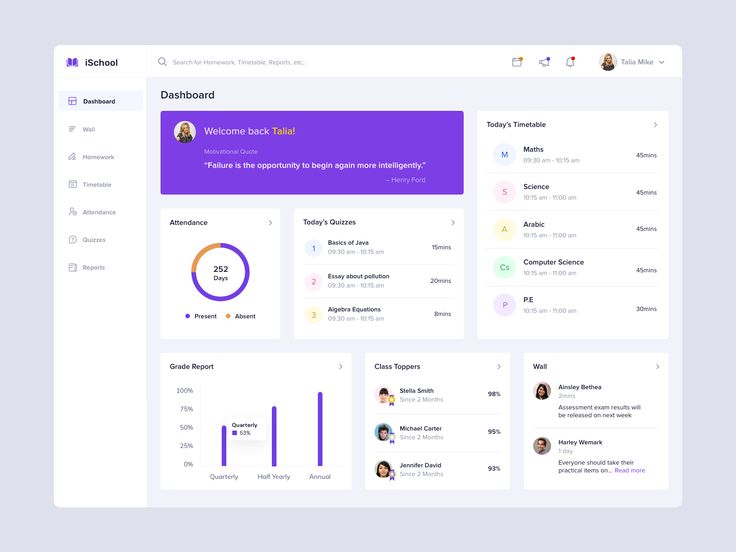 iSchool
Search for Homework, Timetable, Reports, etc,.
Talia Mike
Dashboard
Wall
Homework
Timetable
Attendance
Quizzes
Reports
Dashboard
Welcome back Talia!
Motivational Quote
“Failure is the opportunity to begin again more intelligently.”
– Henry Ford
Today's Timetable
M
Maths
09:30 am - 10:15 am
45mins
S
Science
10:15 am - 11:00 am
45mins
A
Arabic
10:15 am - 11:00 am
45mins
Cs
Computer Science
10:15 am - 11:00 am
45mins
P
P.E
10:15 am - 11:00 am
30mins
Attendance
252
Days
Present
Absent
Today's Quizzes
1
Basics of Java
09:30 am - 10:15 am
15mins
2
Essay about pollution
09:30 am - 10:15 am
20mins
3
Algebra Equations
09:30 am - 10:15 am
8mins
Grade Report
100%
75%
50%
25%
0%
Quarterly
53%
Quarterly
Half Yearly
Annual
Class Toppers
Stella Smith
Since 2 Months
98%
Michael Carter
Since 2 Months
95%
Jennifer David
Since 2 Months
93%
Wall
Ainsley Bethea
2mins
Assessment exam results will
be released on next week
Harley Wemark
1 day
Everyone should take their
practical items on... Read more